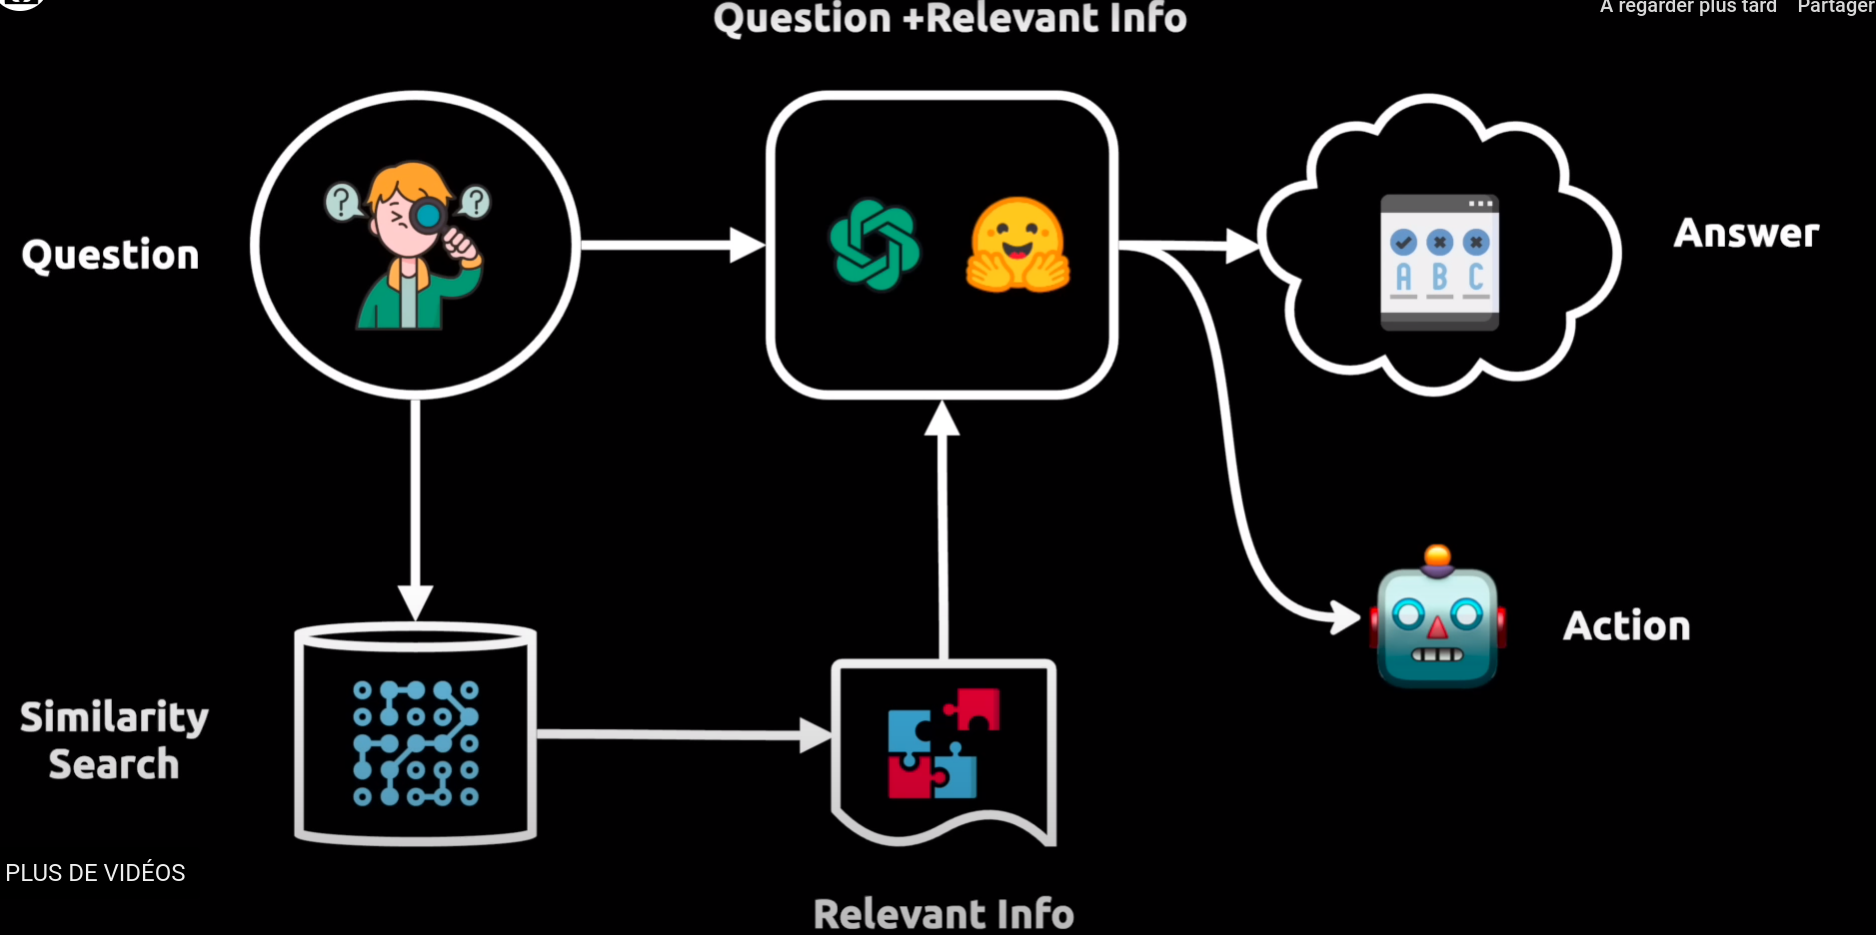 Question +Relevant Info
A regarder plus tard
Partager
Question
? ?
A B C
Answer
Action
Similarity
Search
PLUS DE VIDÉOS
Relevant Info